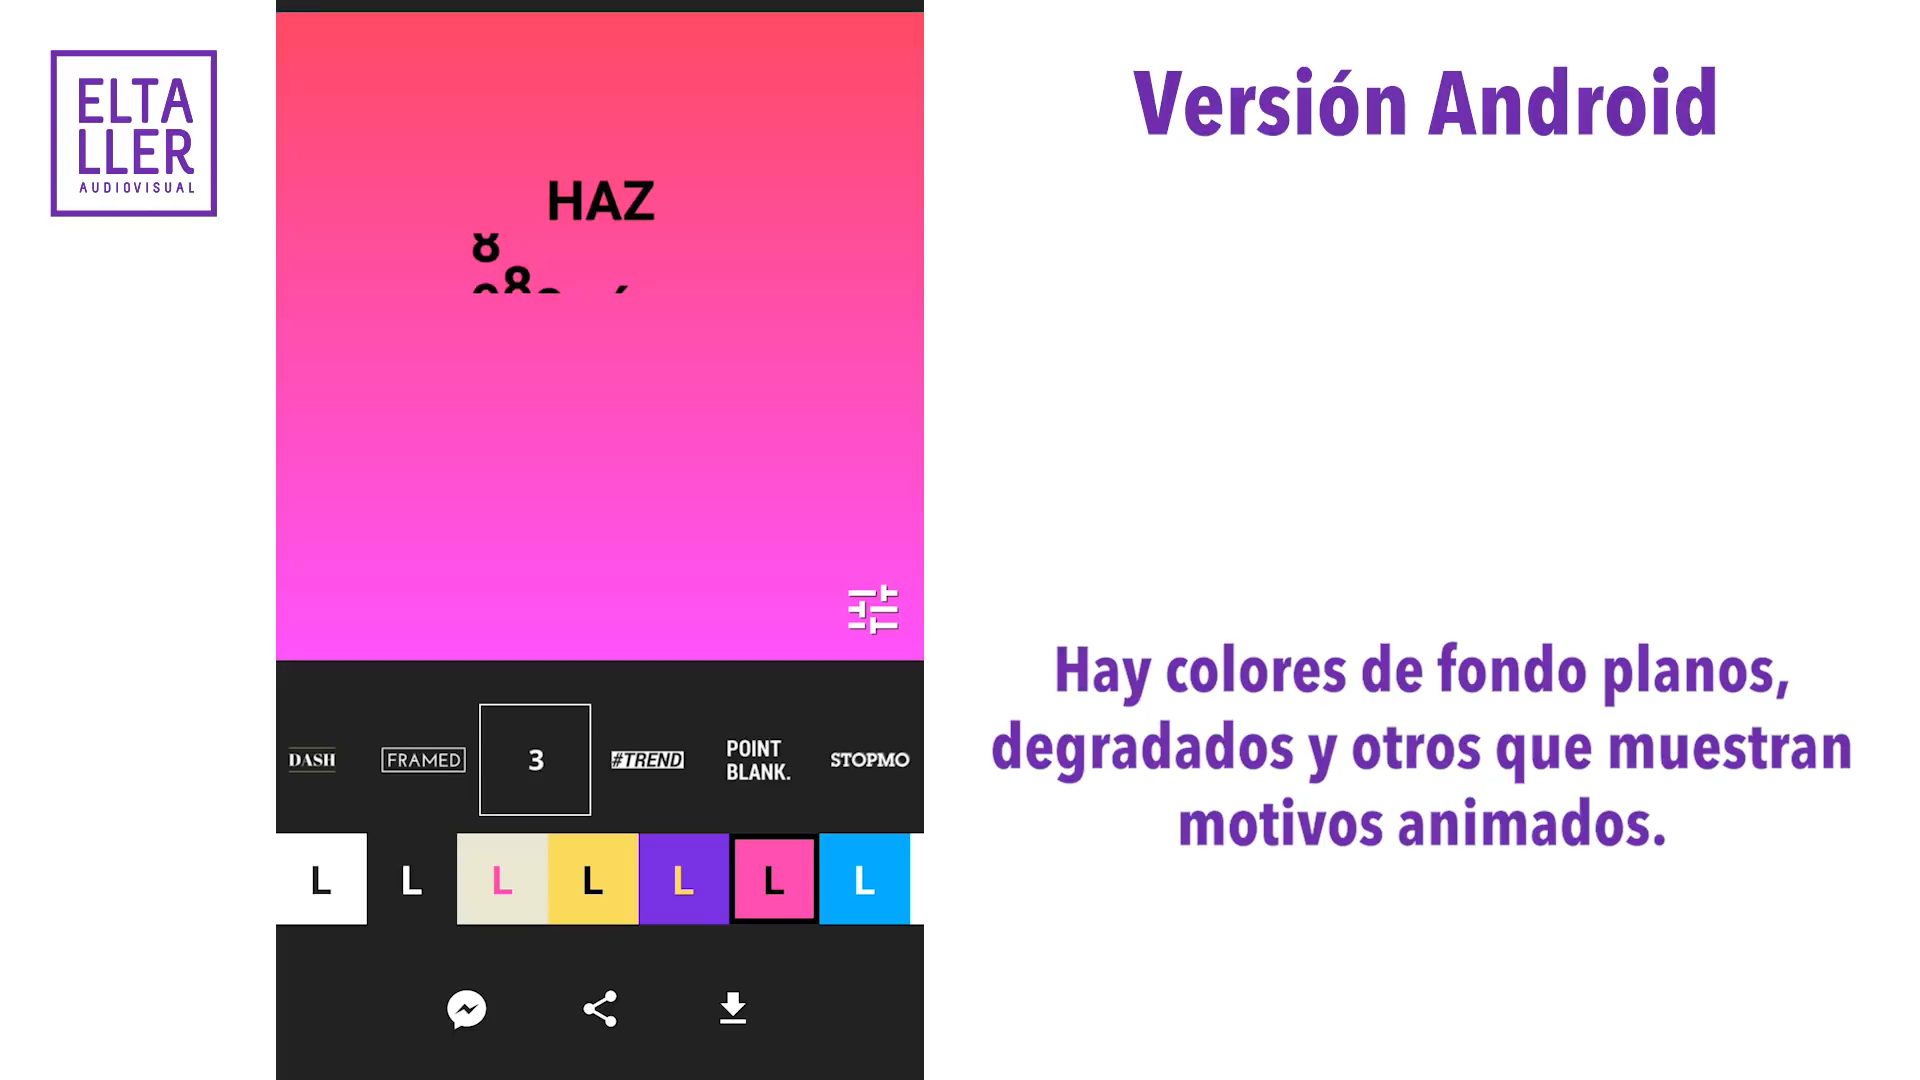 ELTA
LLER
AUDIOVISUAL
Versión Android
HAZ
Hay colores de fondo planos,
degradados y otros que muestran
motivos animados.
DASH
FRAMED
3
#TREND
POINT
BLANK.
STOPMO
L L L L L L L